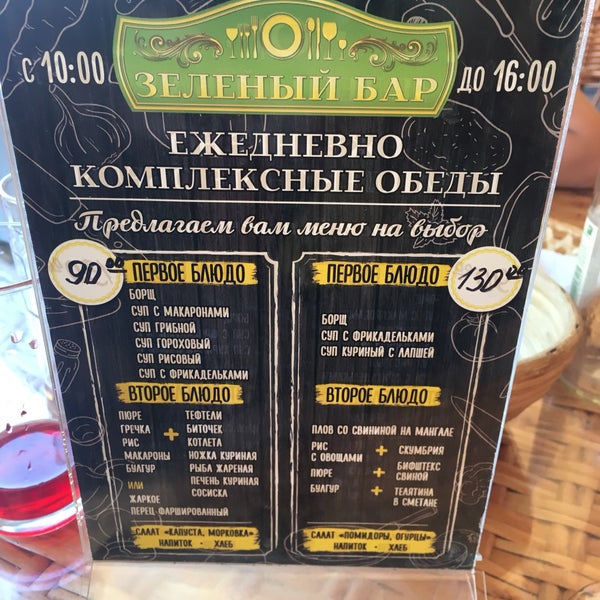 С 10:00
ЗЕЛЕНЫЙ БАР
ДО 16:00
ЕЖЕДНЕВНО
КОМПЛЕКСНЫЕ ОБЕДЫ
Предлагаем вам меню на выбор
90 00
ПЕРВОЕ БЛЮДО
БОРЩ
СУП С МАКАРОНАМИ
СУП ГРИБНОЙ
СУП ГОРОХОВЫЙ
СУП РИСОВЫЙ
СУП С ФРИКАДЕЛЬКАМИ
ВТОРОЕ БЛЮДО
ПЮРЕ ТЕФТЕЛИ
ГРЕЧКА + БИТОЧЕК
РИС КОТЛЕТА
МАКАРОНЫ НОЖКА КУРИНАЯ
БУЛГУР РЫБА ЖАРЕНАЯ
ИЛИ ПЕЧЕНЬ КУРИНАЯ
ЖАРКОЕ СОСИСКА
ПЕРЕЦ ФАРШИРОВАННЫЙ
САЛАТ «КАПУСТА, МОРКОВКА»
НАПИТОК · ХЛЕБ
ПЕРВОЕ БЛЮДО
130 00
БОРЩ
СУП С ФРИКАДЕЛЬКАМИ
СУП КУРИНЫЙ С ЛАПШЕЙ
ВТОРОЕ БЛЮДО
ПЛОВ СО СВИНИНОЙ НА МАНГАЛЕ
РИС
С ОВОЩАМИ + СКУМБРИЯ
ПЮРЕ + БИФШТЕКС
СВИНОЙ
БУЛГУР + ТЕЛЯТИНА
В СМЕТАНЕ
САЛАТ «ПОМИДОРЫ, ОГУРЦЫ»
НАПИТОК · ХЛЕБ